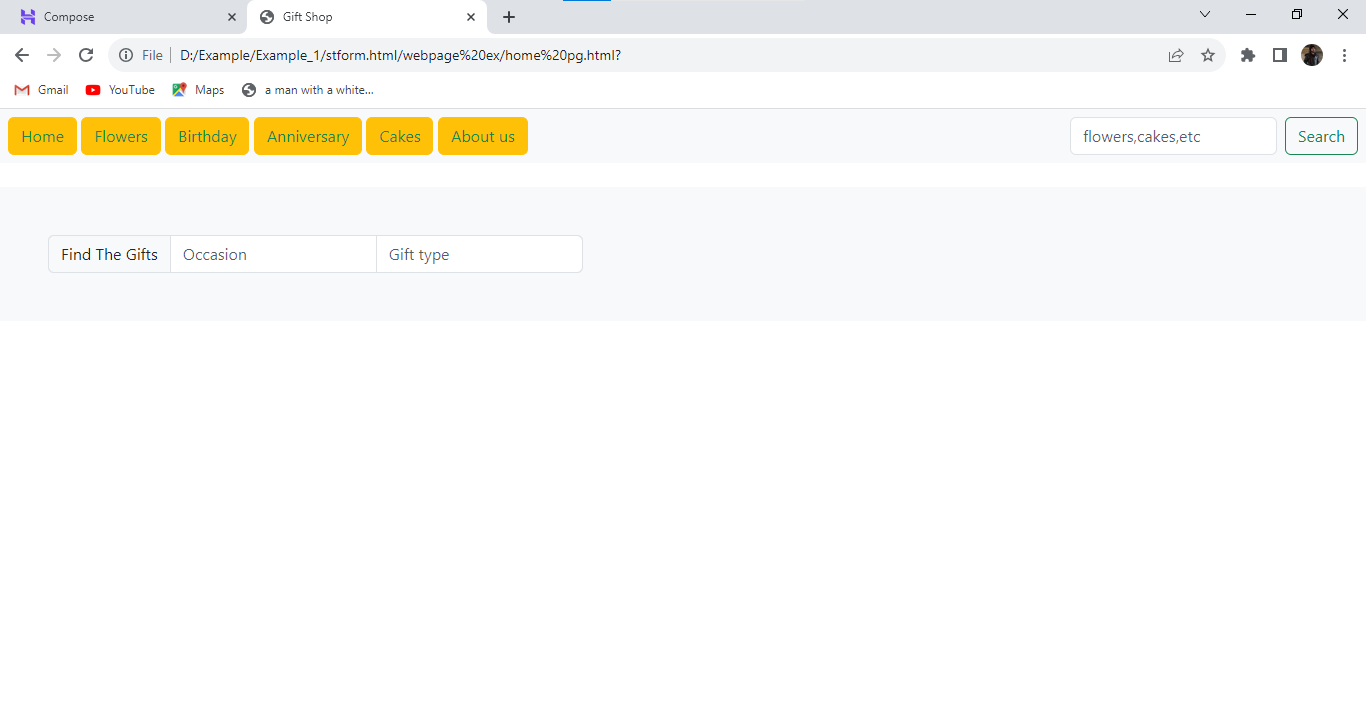 Compose
Gift Shop
File D:/Example/Example_1/stform.html/webpage%20ex/home%20pg.html?
Gmail YouTube Maps a man with a white...
Home Flowers Birthday Anniversary Cakes About us flowers,cakes,etc Search
Find The Gifts Occasion Gift type